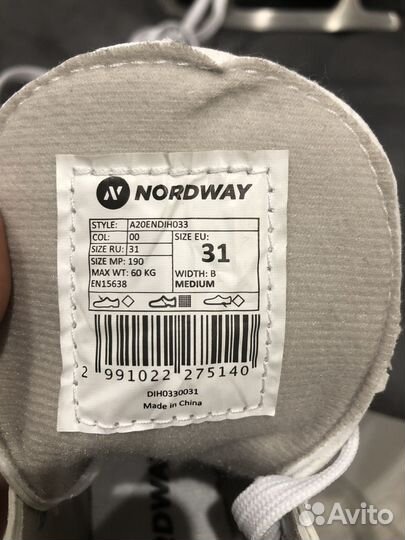 NORDWAY
STYLE: A20ENDIH033
COL: 00
SIZE RU: 31
SIZE MP: 190
MAX WT: 60 KG
EN15638
SIZE EU:
31
WIDTH: B
MEDIUM
2 991022 275140
DIH0330031
Made in China
NORDWAY
Avito